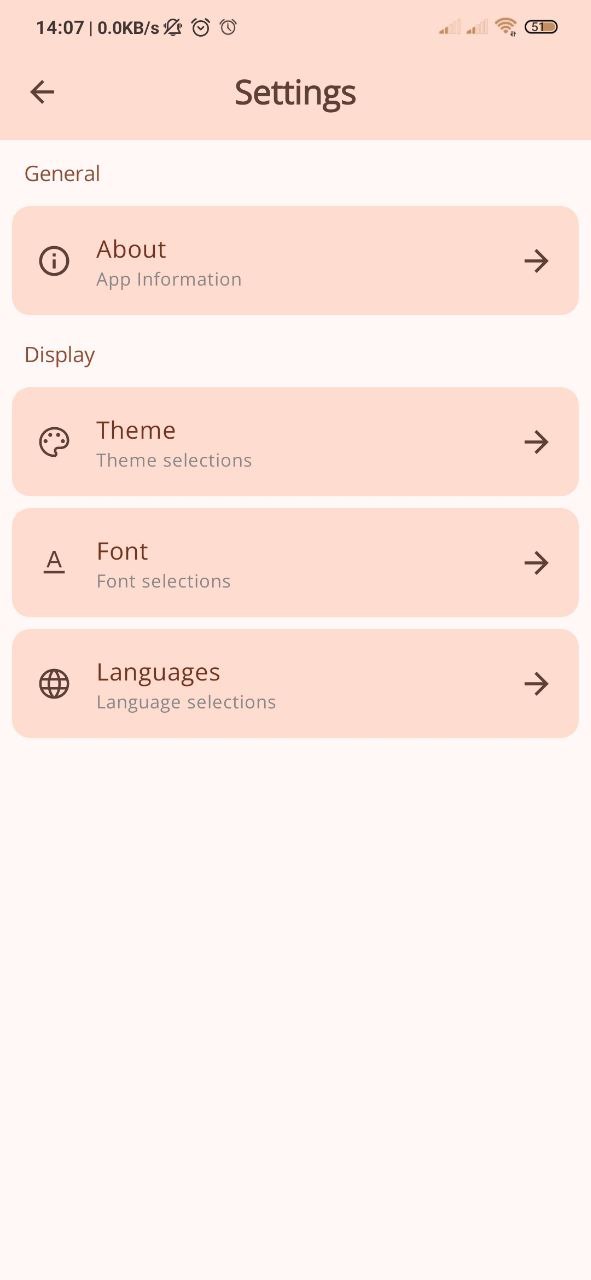 14:07 | 0.0KB/s
51
Settings
General
About
App Information
Display
Theme
Theme selections
A
Font
Font selections
Languages
Language selections